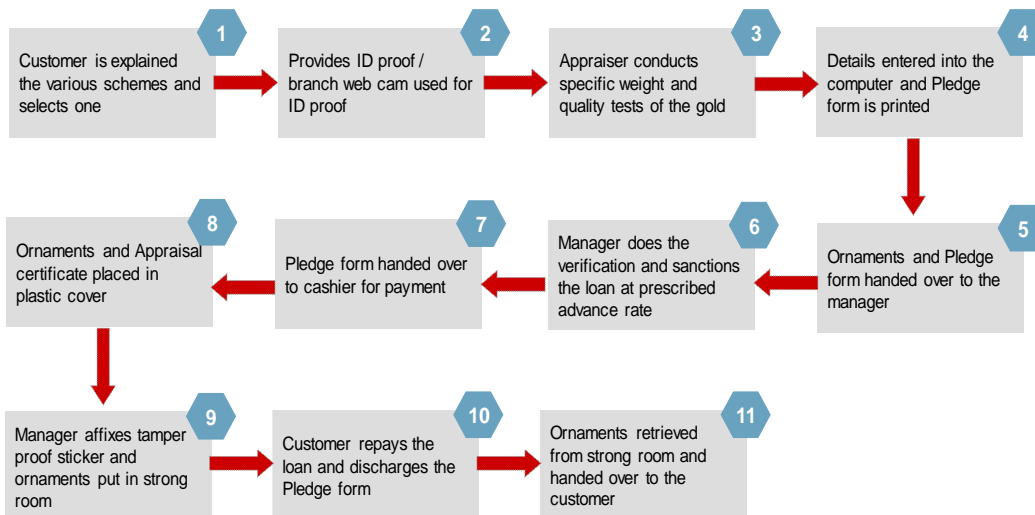 1
Customer is explained
the various schemes and
selects one
2
Provides ID proof /
branch web cam used for
ID proof
3
Appraiser conducts
specific weight and
quality tests of the gold
4
Details entered into the
computer and Pledge
form is printed
5
Ornaments and Pledge
form handed over to the
manager
6
Manager does the
verification and sanctions
the loan at prescribed
advance rate
7
Pledge form handed over
to cashier for payment
8
Ornaments and Appraisal
certificate placed in
plastic cover
9
Manager affixes tamper
proof sticker and
ornaments put in strong
room
10
Customer repays the
loan and discharges the
Pledge form
11
Ornaments retrieved
from strong room and
handed over to the
customer